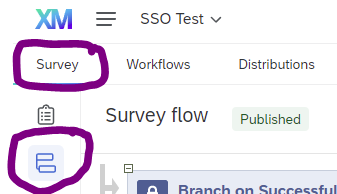 XM SSO Test
Survey Workflows Distributions
Survey flow Published
Branch on Successful